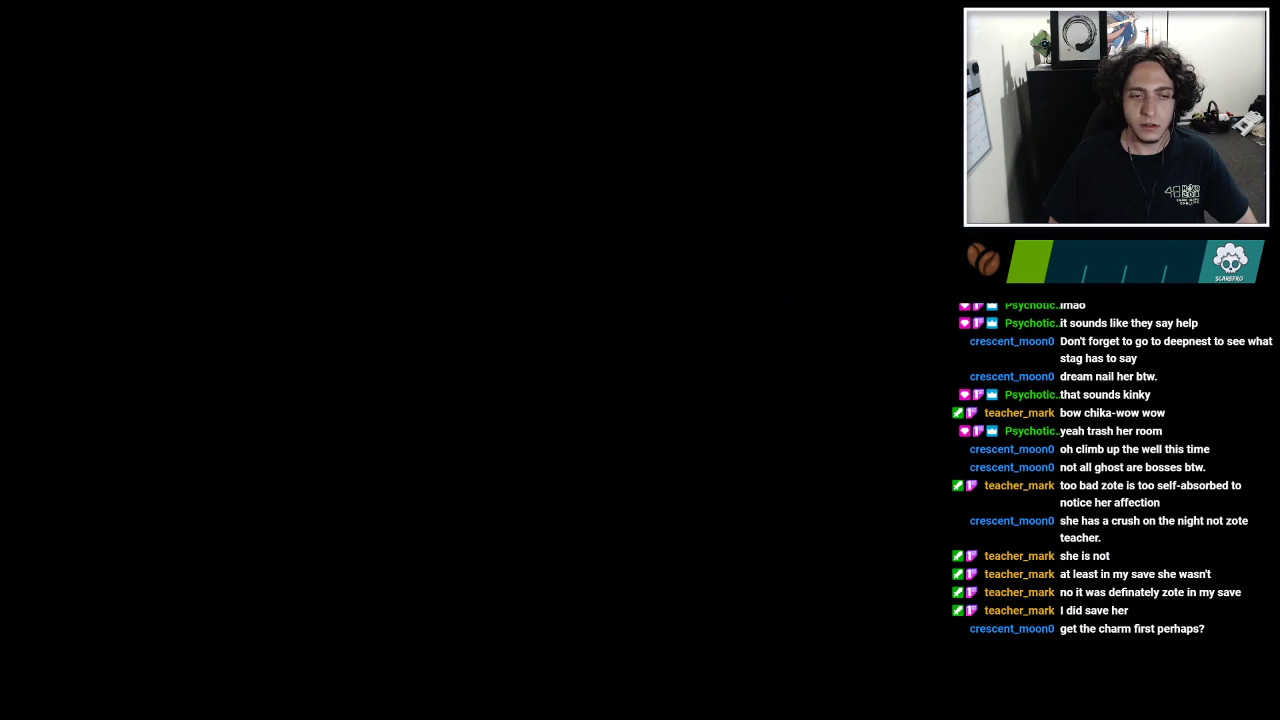 SCAREFRO
Psychotic..lmao
Psychotic..it sounds like they say help
crescent_moon0 Don't forget to go to deepnest to see what
stag has to say
crescent_moon0 dream nail her btw.
Psychotic..that sounds kinky
teacher_mark bow chika-wow wow
Psychotic..yeah trash her room
crescent_moon0 oh climb up the well this time
crescent_moon0 not all ghost are bosses btw.
teacher_mark too bad zote is too self-absorbed to
notice her affection
crescent_moon0 she has a crush on the night not zote
teacher.
teacher_mark she is not
teacher_mark at least in my save she wasn't
teacher_mark no it was definately zote in my save
teacher_mark I did save her
crescent_moon0 get the charm first perhaps?